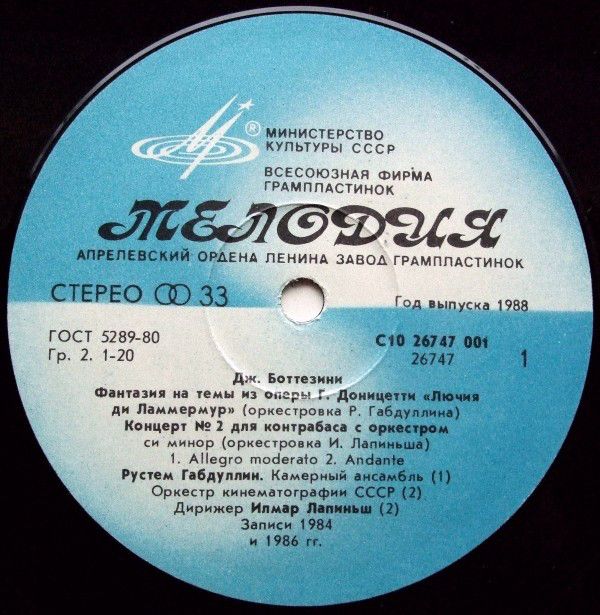 ®
МИНИСТЕРСТВО
КУЛЬТУРЫ СССР
ВСЕСОЮЗНАЯ ФИРМА
ГРАМПЛАСТИНОК
МЕЛОДИЯ
АПРЕЛЕВСКИЙ ОРДЕНА ЛЕНИНА ЗАВОД ГРАМПЛАСТИНОК
СТЕРЕО 33
Год выпуска 1988
ГОСТ 5289-80
Гр. 2. 1-20
С10 26747 001
26747
1
Дж. Боттезини
Фантазия на темы из оперы Г. Доницетти «Лючия
ди Ламмермур» (оркестровка Р. Габдуллина)
Концерт № 2 для контрабаса с оркестром
си минор (оркестровка И. Лапиньша)
1. Allegro moderato 2. Andante
Рустем Габдуллин. Камерный ансамбль (1)
Оркестр кинематографии СССР (2)
Дирижер Илмар Лапиньш (2)
Записи 1984
и 1986 гг.